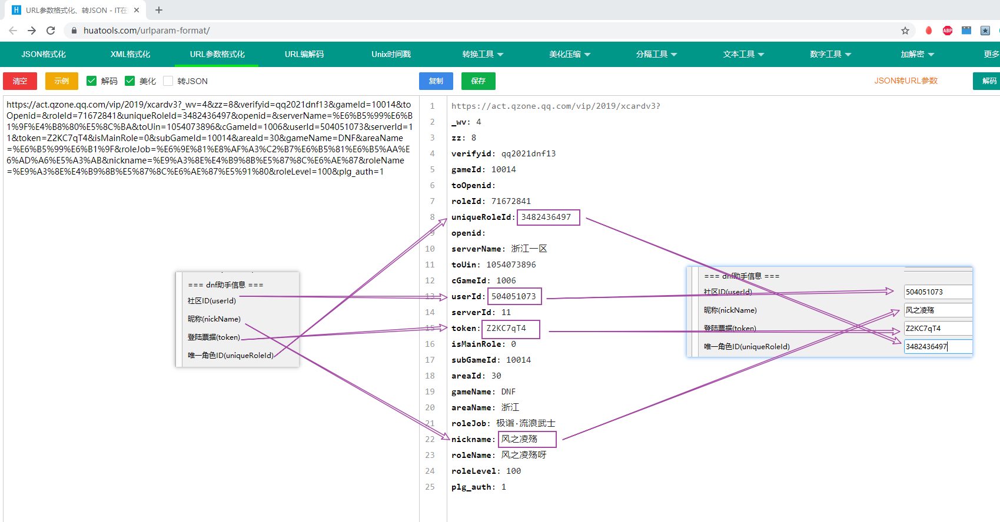 URL参数格式化、转JSON - IT在
huatools.com/urlparam-format/
ABP
JSON格式化
XML格式化
URL参数格式化
URL编解码
Unix时间戳
转换工具
美化压缩
分隔工具
文本工具
数字工具
加解密
更多
清空
示例
解码
美化
转JSON
复制
保存
JSON转URL参数
解码
https://act.qzone.qq.com/vip/2019/xcardv3?_wv=4&zz=8&verifyid=qq2021dnf13&gameId=10014&to
Openid=&roleId=71672841&uniqueRoleId=3482436497&openid=&serverName=%E6%B5%99%E6%B
1%9F%E4%B8%80%E5%8C%BA&toUin=1054073896&cGameId=1006&userId=504051073&serverId=1
1&token=Z2KC7qT4&isMainRole=0&subGameId=10014&areaId=30&gameName=DNF&areaName
=%E6%B5%99%E6%B1%9F&roleJob=%E6%9E%81%E8%AF%A3%C2%B7%E6%B5%81%E6%B5%AA%E
6%AD%A6%E5%A3%AB&nickname=%E9%A3%8E%E4%B9%8B%E5%87%8C%E6%AE%87&roleName
=%E9%A3%8E%E4%B9%8B%E5%87%8C%E6%AE%87%E5%91%80&roleLevel=100&plg_auth=1
1 https://act.qzone.qq.com/vip/2019/xcardv3?
2 _wv: 4
3 zz: 8
4 verifyid: qq2021dnf13
5 gameId: 10014
6 toOpenid:
7 roleId: 71672841
8 uniqueRoleId: 3482436497
9 openid:
10 serverName: 浙江一区
11 toUin: 1054073896
12 cGameId: 1006
13 userId: 504051073
14 serverId: 11
15 token: Z2KC7qT4
16 isMainRole: 0
17 subGameId: 10014
18 areaId: 30
19 gameName: DNF
20 areaName: 浙江
21 roleJob: 极诣·流浪武士
22 nickname: 风之凌殇
23 roleName: 风之凌殇呀
24 roleLevel: 100
25 plg_auth: 1
=== dnf助手信息 ===
社区ID(userId)
昵称(nickName)
登陆票据(token)
唯一角色ID(uniqueRoleId)
=== dnf助手信息 ===
社区ID(userId) 504051073
昵称(nickName) 风之凌殇
登陆票据(token) Z2KC7qT4
唯一角色ID(uniqueRoleId) 3482436497